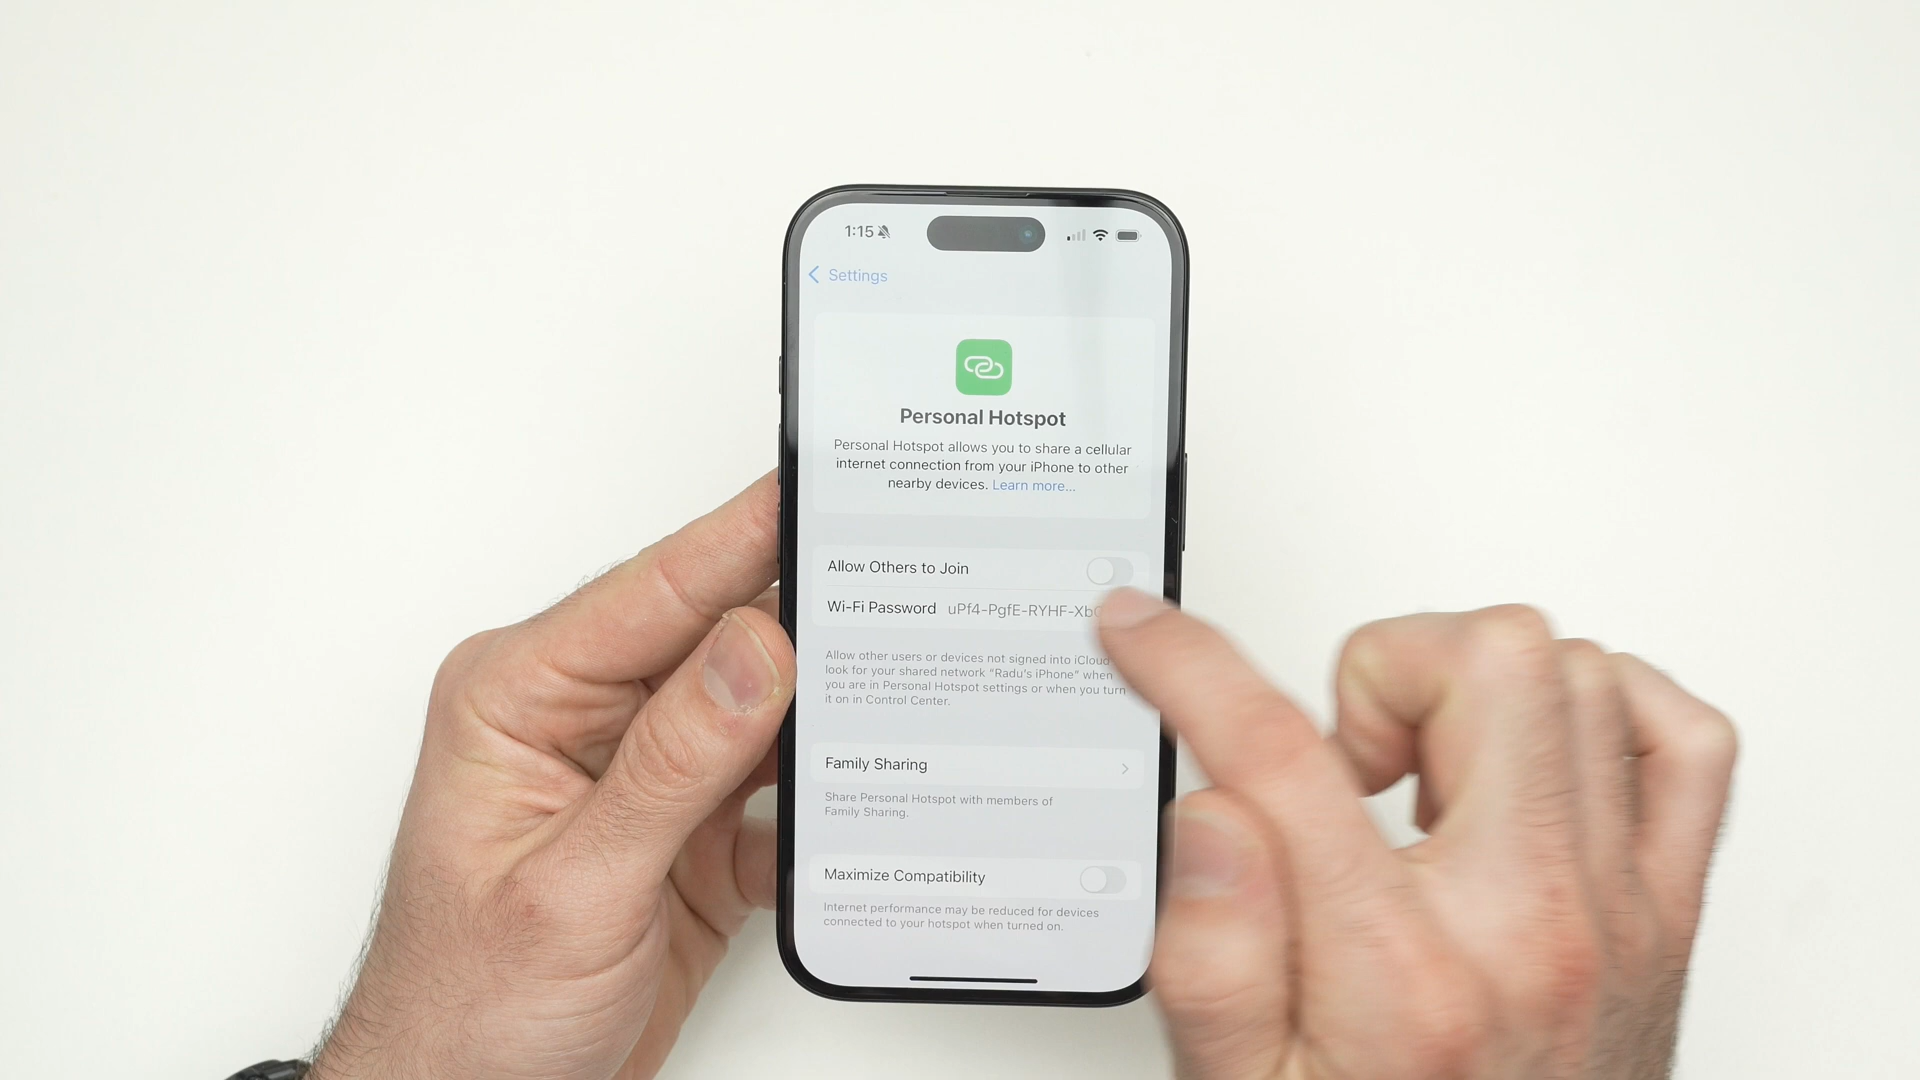 1:15
Settings
Personal Hotspot
Personal Hotspot allows you to share a cellular
internet connection from your iPhone to other
nearby devices. Learn more...
Allow Others to Join
Wi-Fi Password uPf4-PgfE-RYHF-Xb
Allow other users or devices not signed into iCloud
look for your shared network “Radu's iPhone” when
you are in Personal Hotspot settings or when you turn
it on in Control Center.
Family Sharing
Share Personal Hotspot with members of
Family Sharing.
Maximize Compatibility
Internet performance may be reduced for devices
connected to your hotspot when turned on.